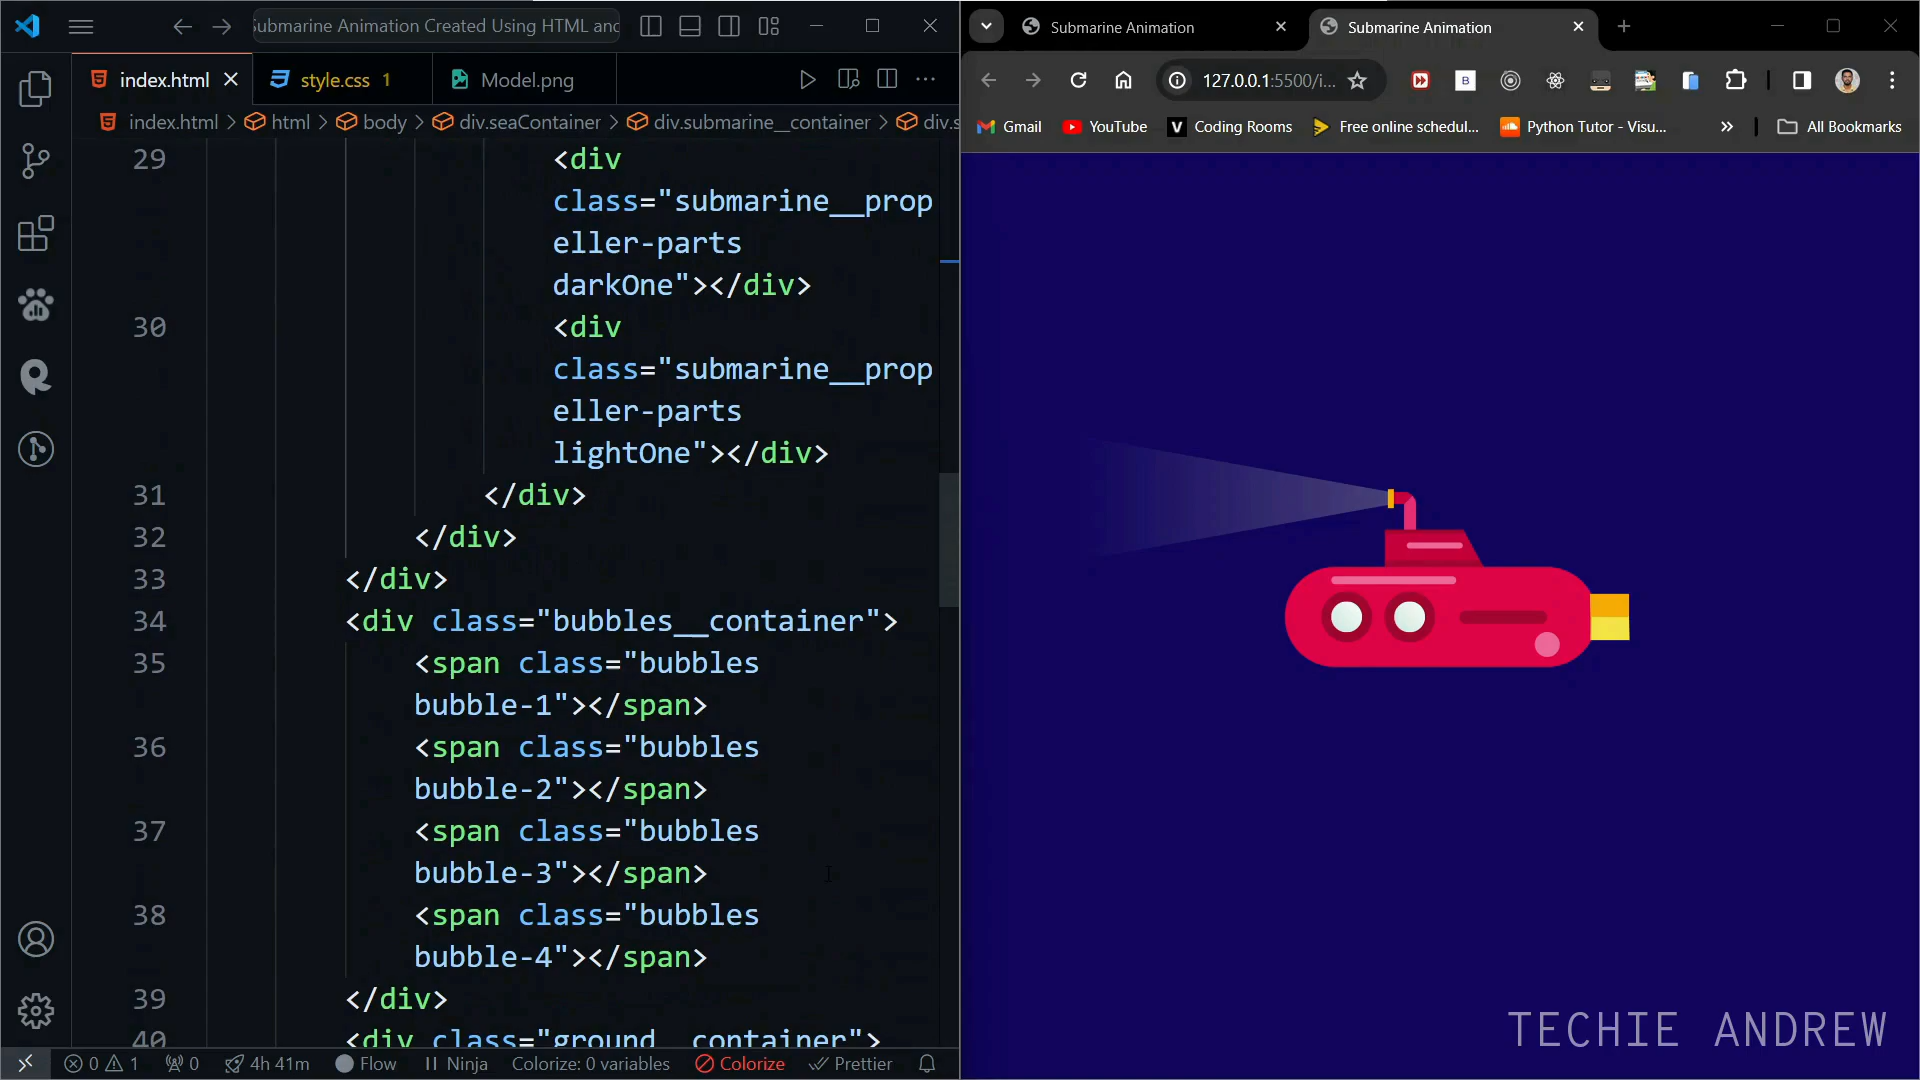 Submarine Animation Created Using HTML and
index.html
style.css 1
Model.png
index.html > html > body > div.seaContainer > div.submarine__container > div.s
29 <div
class="submarine__prop
eller-parts
darkOne"></div>
30 <div
class="submarine__prop
eller-parts
lightOne"></div>
31 </div>
32 </div>
33 </div>
34 <div class="bubbles__container">
35 <span class="bubbles
bubble-1"></span>
36 <span class="bubbles
bubble-2"></span>
37 <span class="bubbles
bubble-3"></span>
38 <span class="bubbles
bubble-4"></span>
39 </div>
40 <div class="ground__container">
0 1 0 4h 41m Flow Ninja Colorize: 0 variables Colorize Prettier
Submarine Animation
Submarine Animation
127.0.0.1:5500/i...
Gmail YouTube Coding Rooms Free online schedul... Python Tutor - Visu... » All Bookmarks
TECHIE ANDREW